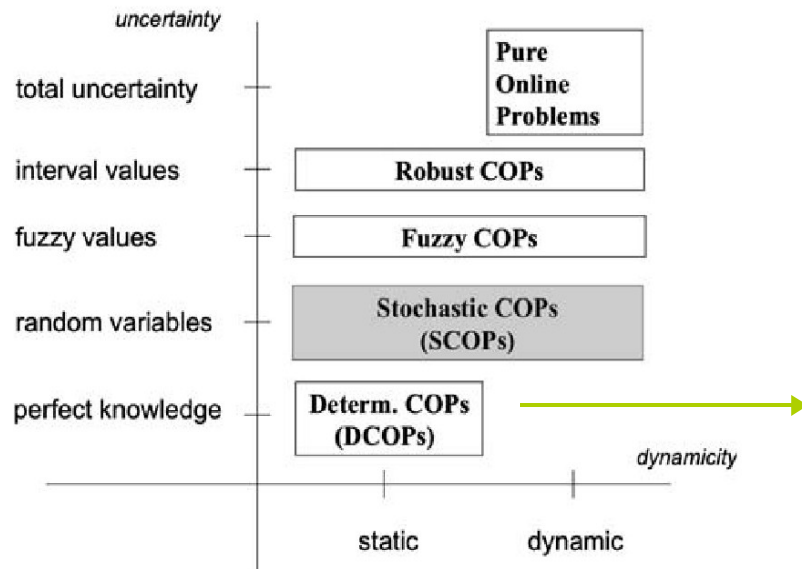 uncertainty
total uncertainty
Pure
Online
Problems
interval values
Robust COPs
fuzzy values
Fuzzy COPs
random variables
Stochastic COPs
(SCOPs)
perfect knowledge
Determ. COPs
(DCOPs)
dynamicity
static
dynamic